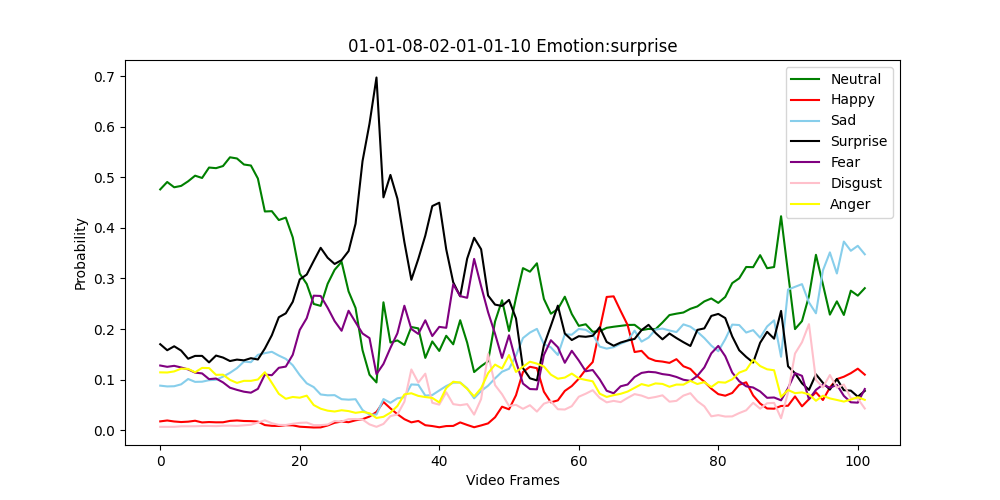 01-01-08-02-01-01-10 Emotion:surprise
Probability
0.7
0.6
0.5
0.4
0.3
0.2
0.1
0.0
0 20 40 60 80 100
Video Frames
Neutral
Happy
Sad
Surprise
Fear
Disgust
Anger